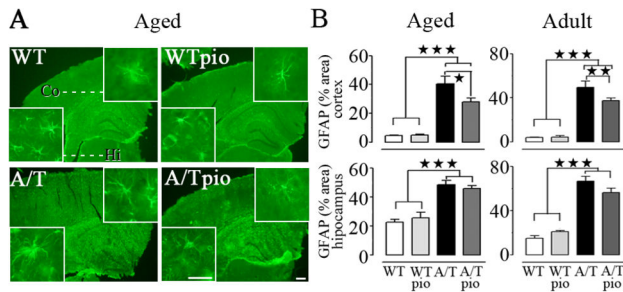 A Aged
WT WTpio
Co
Hi
A/T A/Tpio
B Aged Adult
GFAP (% area)
cortex
60
40
20
0
★★★
★
80
40
0
★★★
★★
GFAP (% area)
hippocampus
60
40
20
0
★★★
80
40
0
★★★
WT WT pio A/T A/T pio
WT WT pio A/T A/T pio